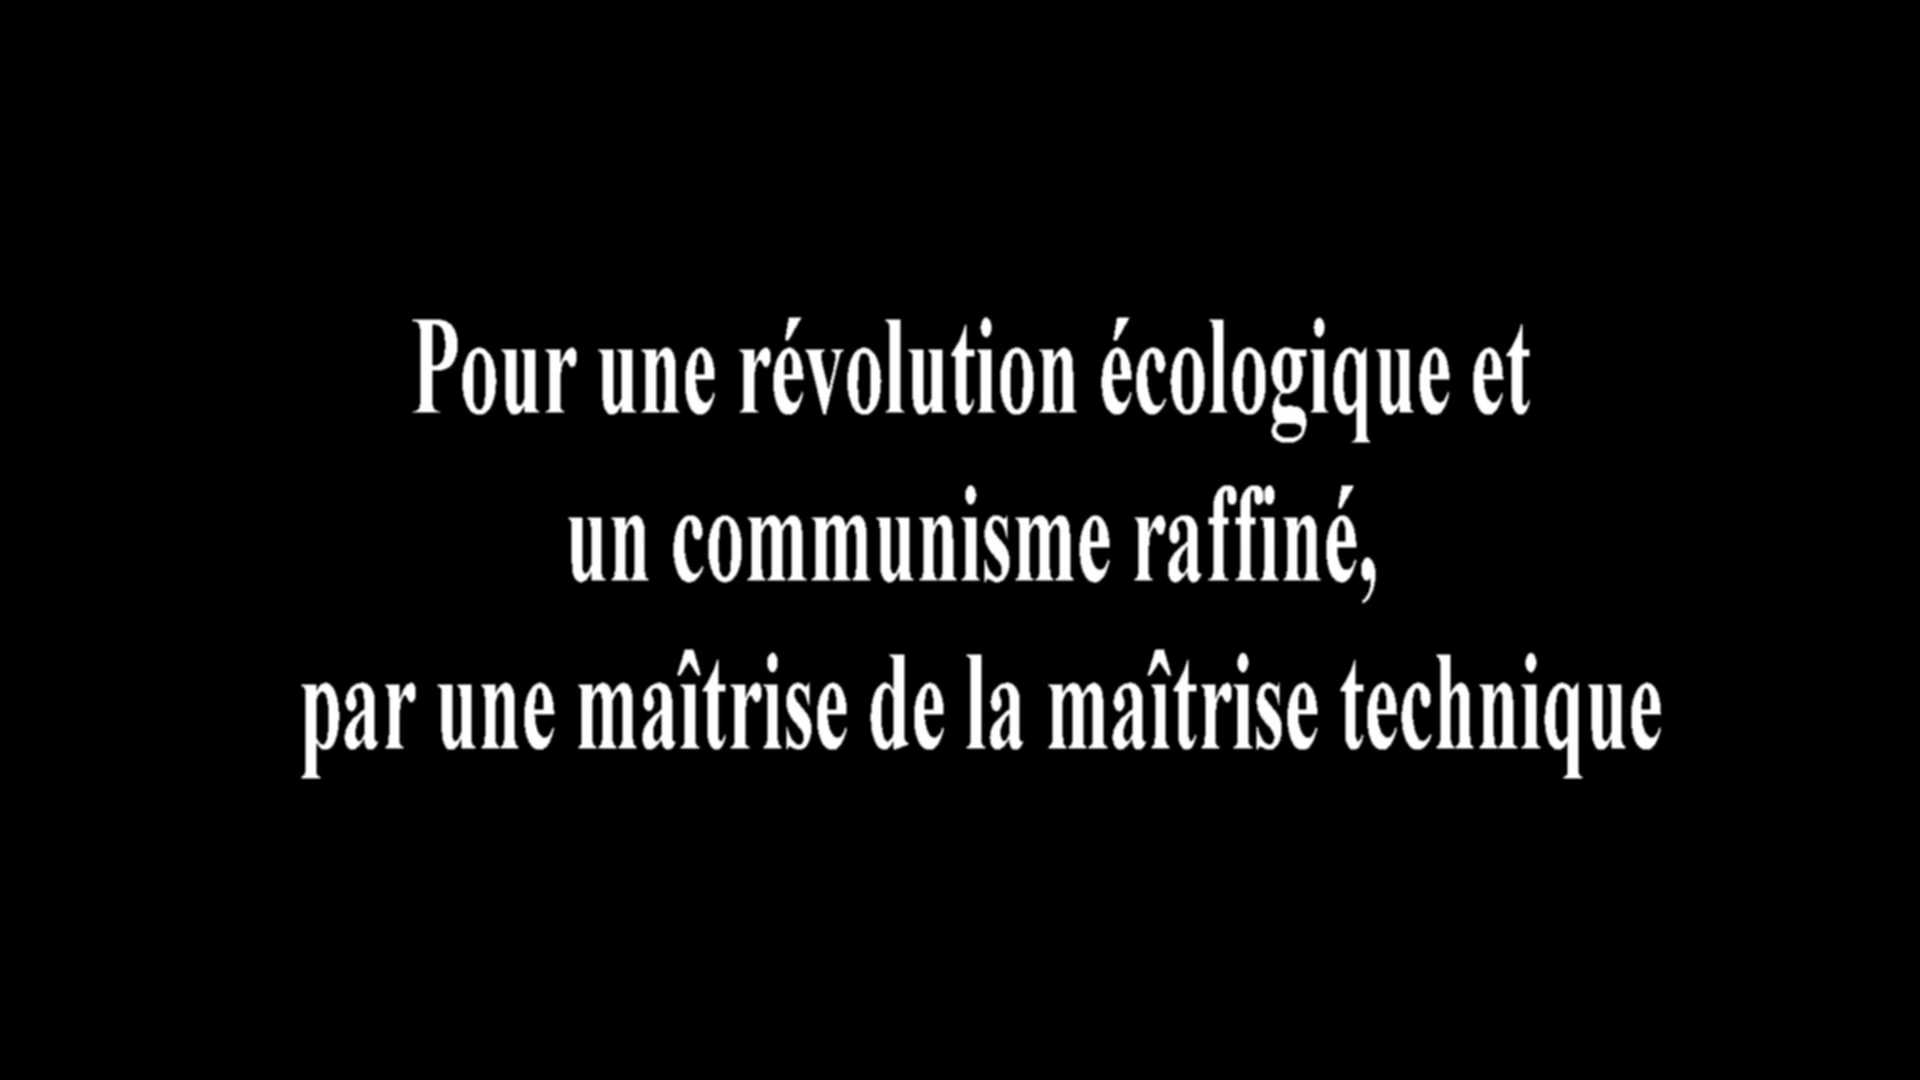 Pour une révolution écologique et
un communisme raffiné,
par une maîtrise de la maîtrise technique